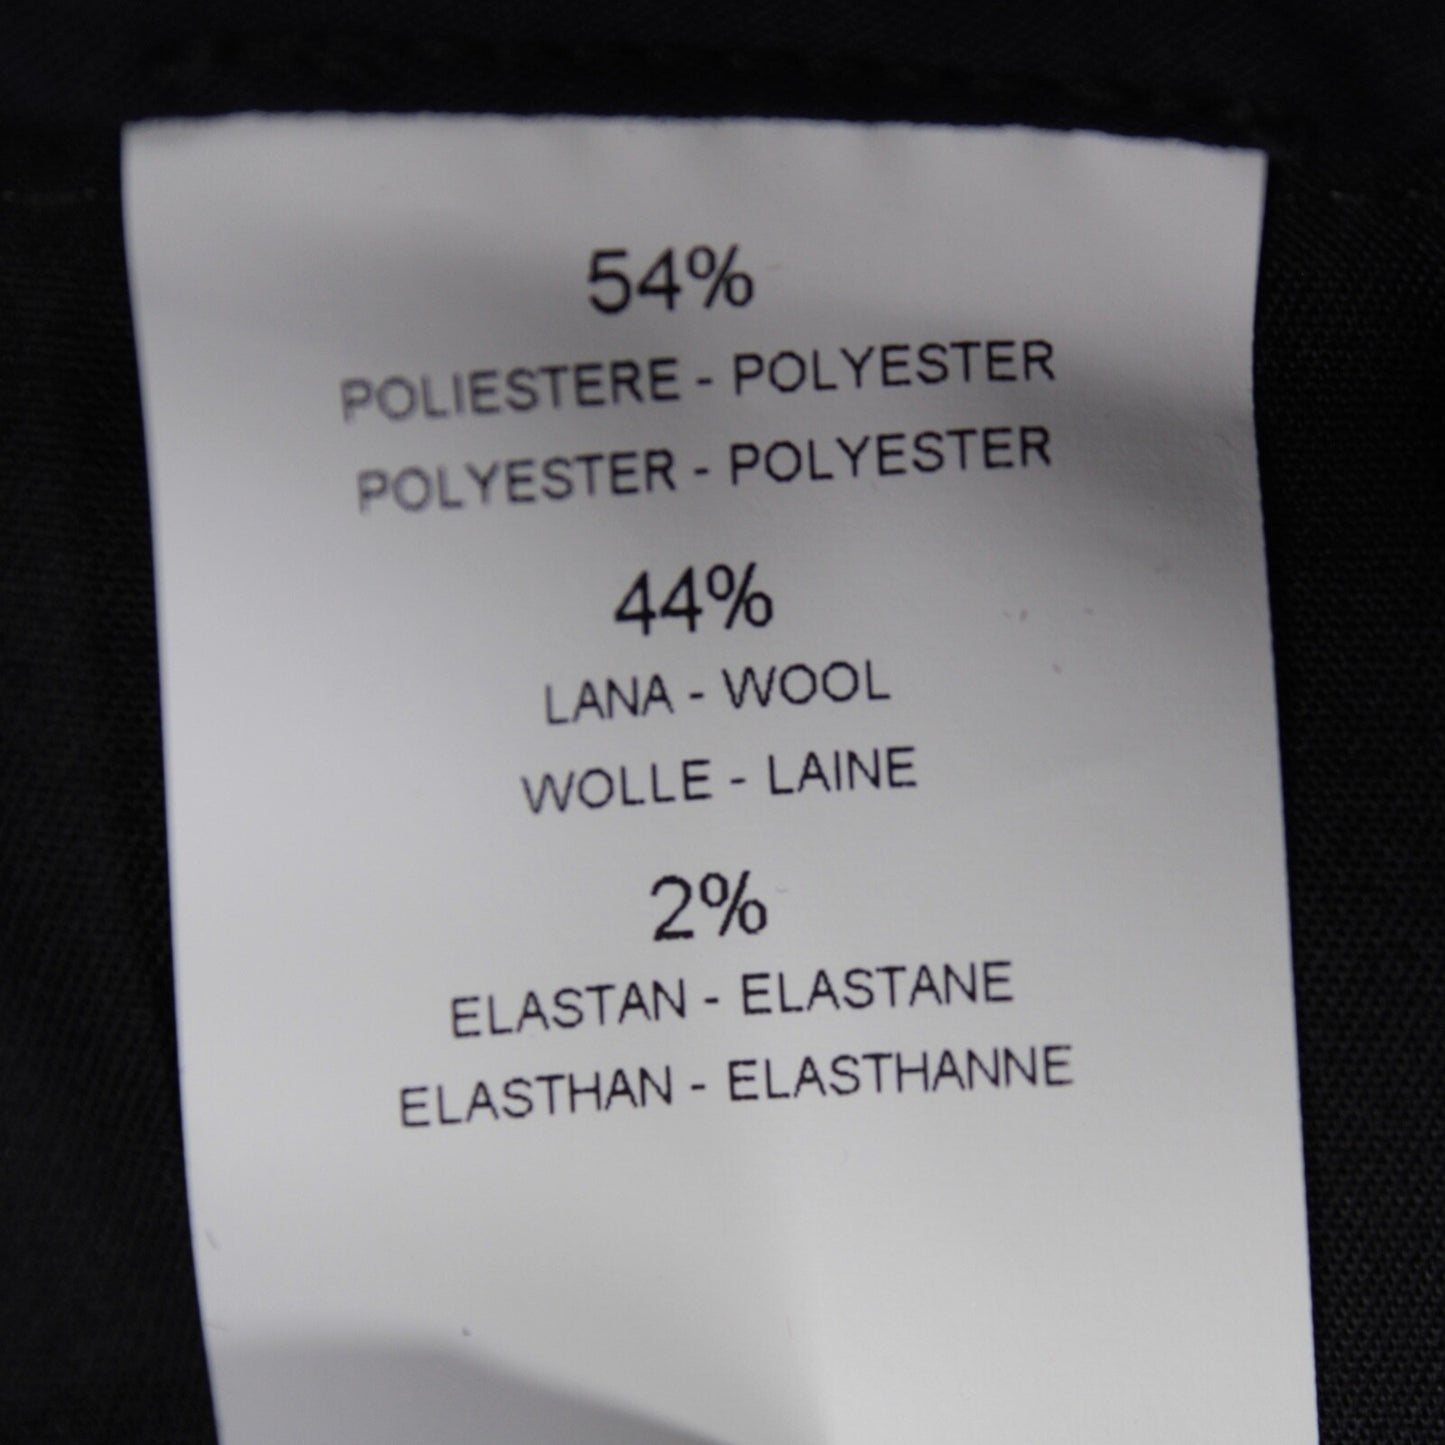 54%
POLIESTERE - POLYESTER
POLYESTER - POLYESTER
44%
LANA - WOOL
WOLLE - LAINE
2%
ELASTAN - ELASTANE
ELASTHAN - ELASTHANNE